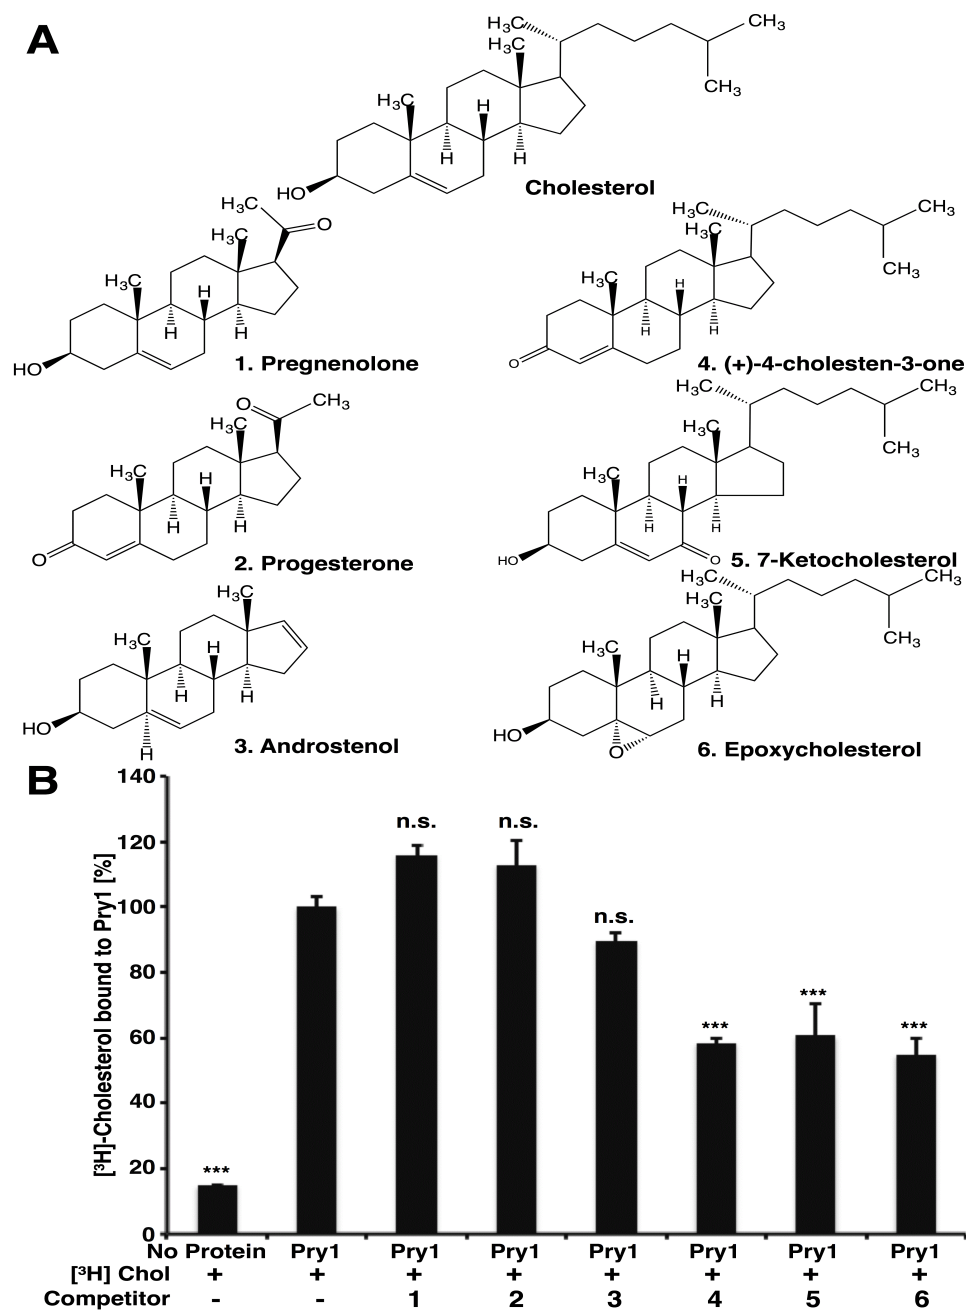 A
H₃C
CH₃
H₃C
CH₃
H₃C
H
H
H
HO
Cholesterol
H₃C
O
H₃C
H₃C
H
H
H
HO
1. Pregnenolone
H₃C
CH₃
H₃C
CH₃
H₃C
H
H
H
O
4. (+)-4-cholesten-3-one
O
CH₃
H₃C
H₃C
H
H
H
O
2. Progesterone
H₃C
CH₃
H₃C
CH₃
H₃C
H
H
H
HO
O
5. 7-Ketocholesterol
H₃C
H₃C
H
H
H
HO
H
3. Androstenol
H₃C
CH₃
H₃C
CH₃
H₃C
H
H
H
HO
O
6. Epoxycholesterol
B
[³H]-Cholesterol bound to Pry1 [%]
140
120
100
80
60
40
20
0
***
n.s.
n.s.
n.s.
***
***
***
No Protein Pry1 Pry1 Pry1 Pry1 Pry1 Pry1 Pry1
[³H] Chol + + + + + + + +
Competitor - - 1 2 3 4 5 6